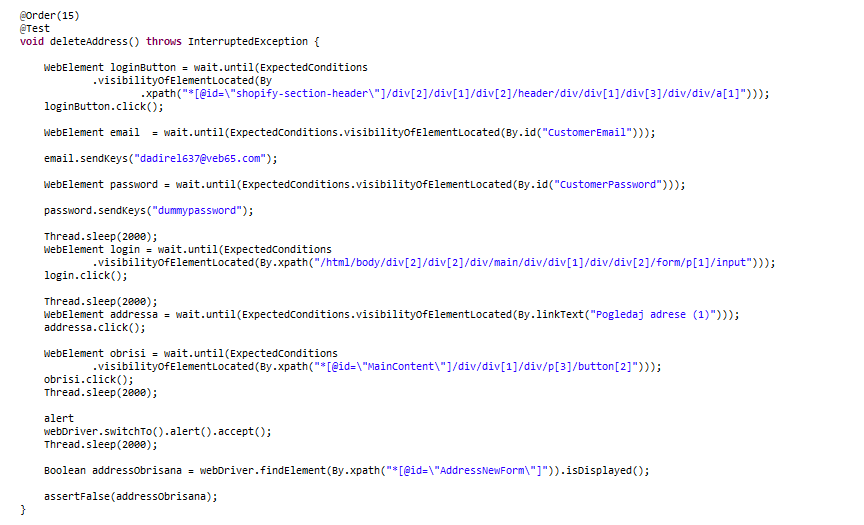 @Order(15)
@Test
void deleteAddress() throws InterruptedException {
WebElement loginButton = wait.until(ExpectedConditions
.visibilityOfElementLocated(By
.xpath("*[@id=\"shopify-section-header\"]/div[2]/div[1]/div[2]/header/div/div[1]/div[3]/div/div/a[1]")));
loginButton.click();
WebElement email  = wait.until(ExpectedConditions.visibilityOfElementLocated(By.id("CustomerEmail")));
email.sendKeys("dadirel637@veb65.com");
WebElement password = wait.until(ExpectedConditions.visibilityOfElementLocated(By.id("CustomerPassword")));
password.sendKeys("dummypassword");
Thread.sleep(2000);
WebElement login = wait.until(ExpectedConditions
.visibilityOfElementLocated(By.xpath("/html/body/div[2]/div[2]/div/main/div/div[1]/div/div[2]/form/p[1]/input")));
login.click();
Thread.sleep(2000);
WebElement addressa = wait.until(ExpectedConditions.visibilityOfElementLocated(By.linkText("Pogledaj adrese (1)")));
addressa.click();
WebElement obrisi = wait.until(ExpectedConditions
.visibilityOfElementLocated(By.xpath("*[@id=\"MainContent\"]/div/div[1]/div/p[3]/button[2]")));
obrisi.click();
Thread.sleep(2000);
alert
webDriver.switchTo().alert().accept();
Thread.sleep(2000);
Boolean addressObrisana = webDriver.findElement(By.xpath("*[@id=\"AddressNewForm\"]")).isDisplayed();
assertFalse(addressObrisana);
}